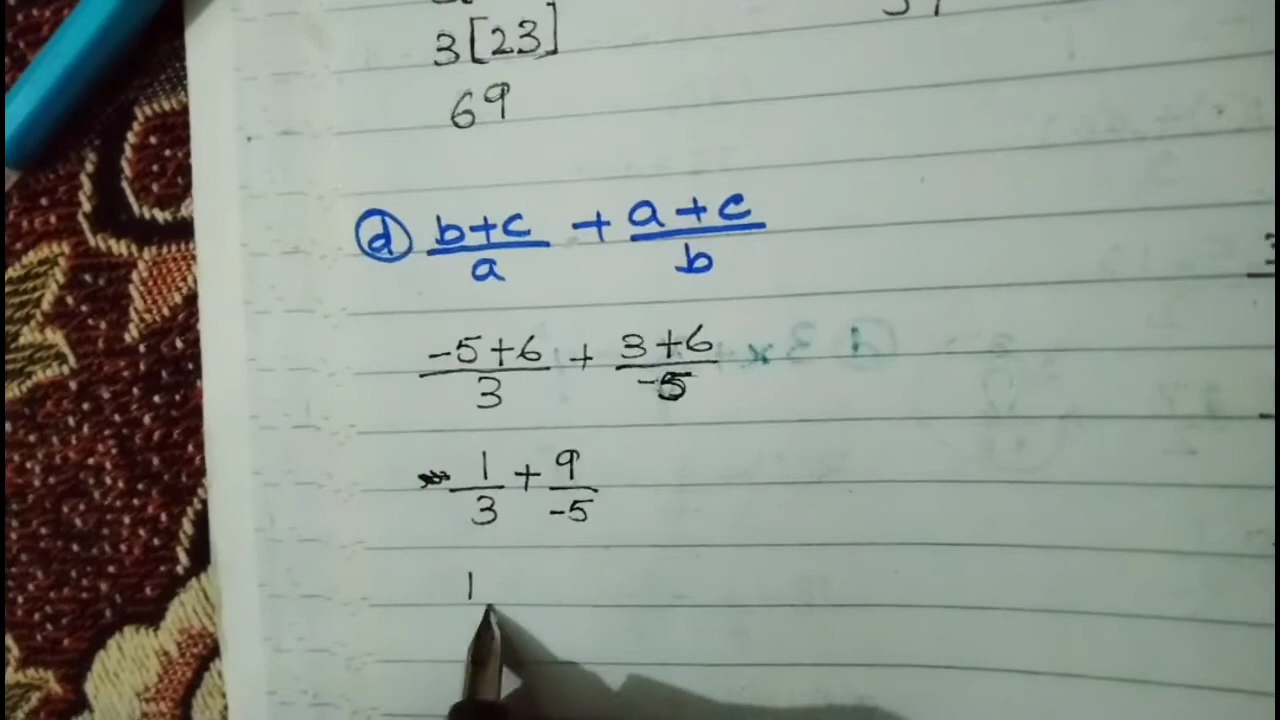 3[23]
69
(d) b+c/a + a+c/b
-5+6/3 + 3+6/-5
1/3 + 9/-5
1